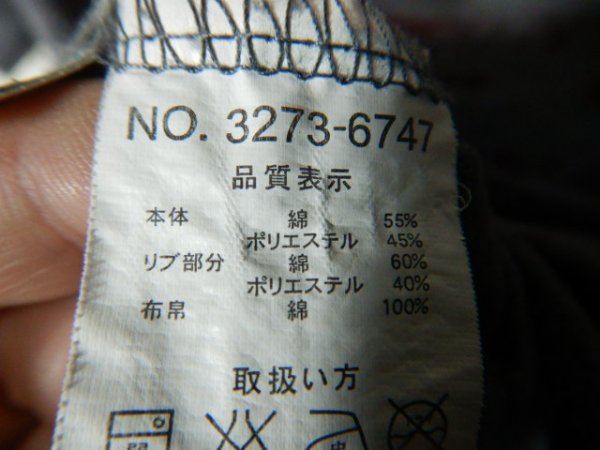 NO. 3273-6747
品質表示
本体 綿 55%
ポリエステル 45%
リブ部分 綿 60%
ポリエステル 40%
布帛 綿 100%
取扱い方